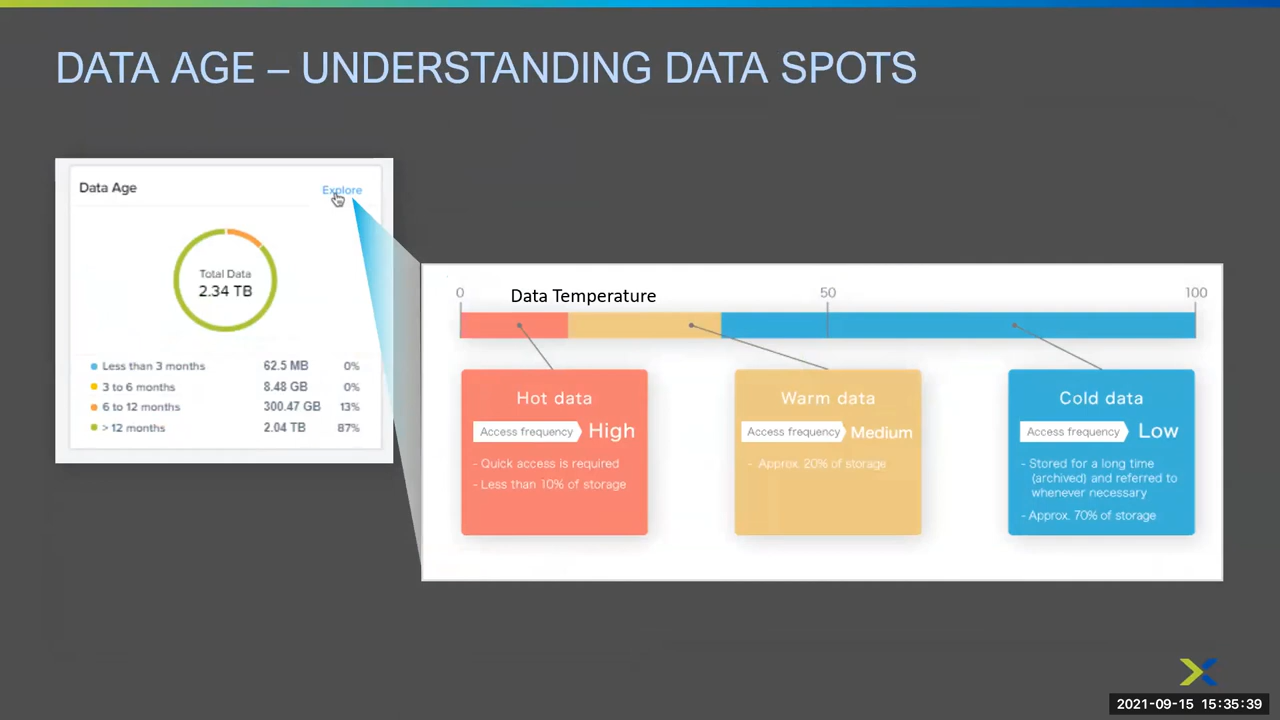 DATA AGE – UNDERSTANDING DATA SPOTS
Data Age
Explore
Total Data
2.34 TB
Less than 3 months 62.5 MB 0%
3 to 6 months 8.48 GB 0%
6 to 12 months 300.47 GB 13%
> 12 months 2.04 TB 87%
0 Data Temperature 50 100
Hot data
Access frequency High
- Quick access is required
- Less than 10% of storage
Warm data
Access frequency Medium
- Approx. 20% of storage
Cold data
Access frequency Low
- Stored for a long time
(archived) and referred to
whenever necessary
- Approx. 70% of storage
2021-09-15 15:35:39